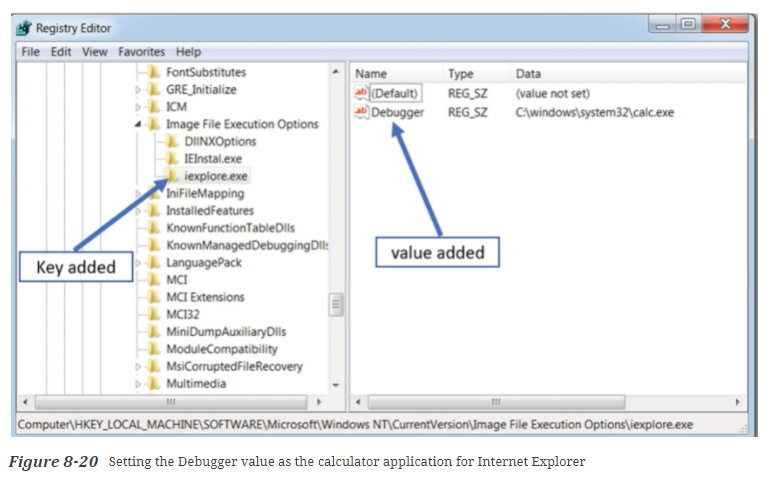 Registry Editor
File Edit View Favorites Help
FontSubstitutes
GRE_Initialize
ICM
Image File Execution Options
DllNXOptions
IEInstal.exe
iexplore.exe
IniFileMapping
InstalledFeatures
KnownFunctionTableDlls
KnownManagedDebuggingDlls
LanguagePack
MCI
MCI Extensions
MCI32
MiniDumpAuxiliaryDlls
ModuleCompatibility
MsiCorruptedFileRecovery
Multimedia
Key added
Name Type Data
ab (Default) REG_SZ (value not set)
ab Debugger REG_SZ C:\windows\system32\calc.exe
value added
Computer\HKEY_LOCAL_MACHINE\SOFTWARE\Microsoft\Windows NT\CurrentVersion\Image File Execution Options\iexplore.exe
Figure 8-20 Setting the Debugger value as the calculator application for Internet Explorer